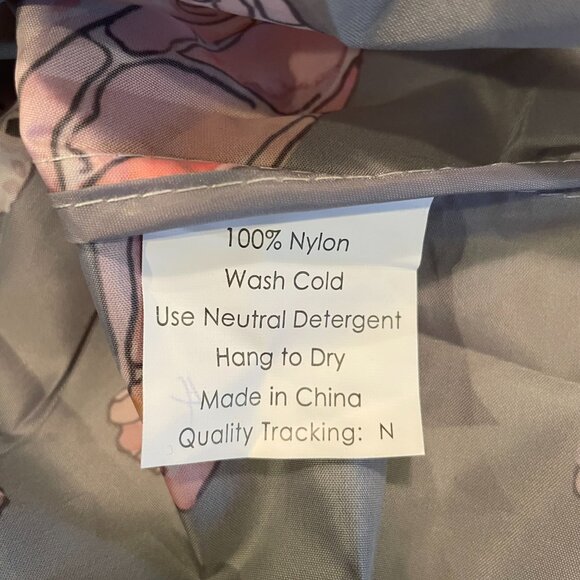 100% Nylon
Wash Cold
Use Neutral Detergent
Hang to Dry
Made in China
Quality Tracking: N